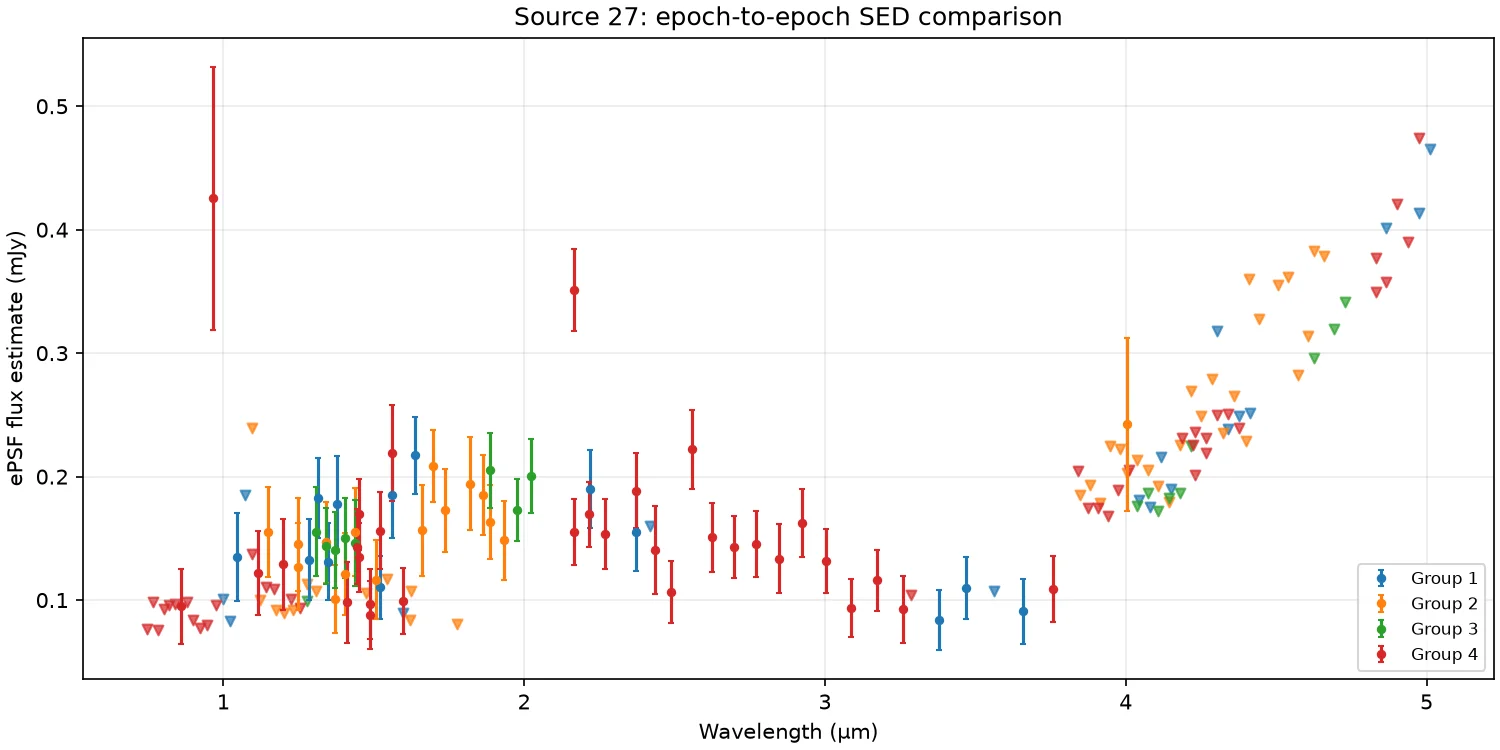 Source 27: epoch-to-epoch SED comparison
ePSF flux estimate (mJy)
0.5
0.4
0.3
0.2
0.1
Group 1
Group 2
Group 3
Group 4
1 2 3 4 5
Wavelength (μm)